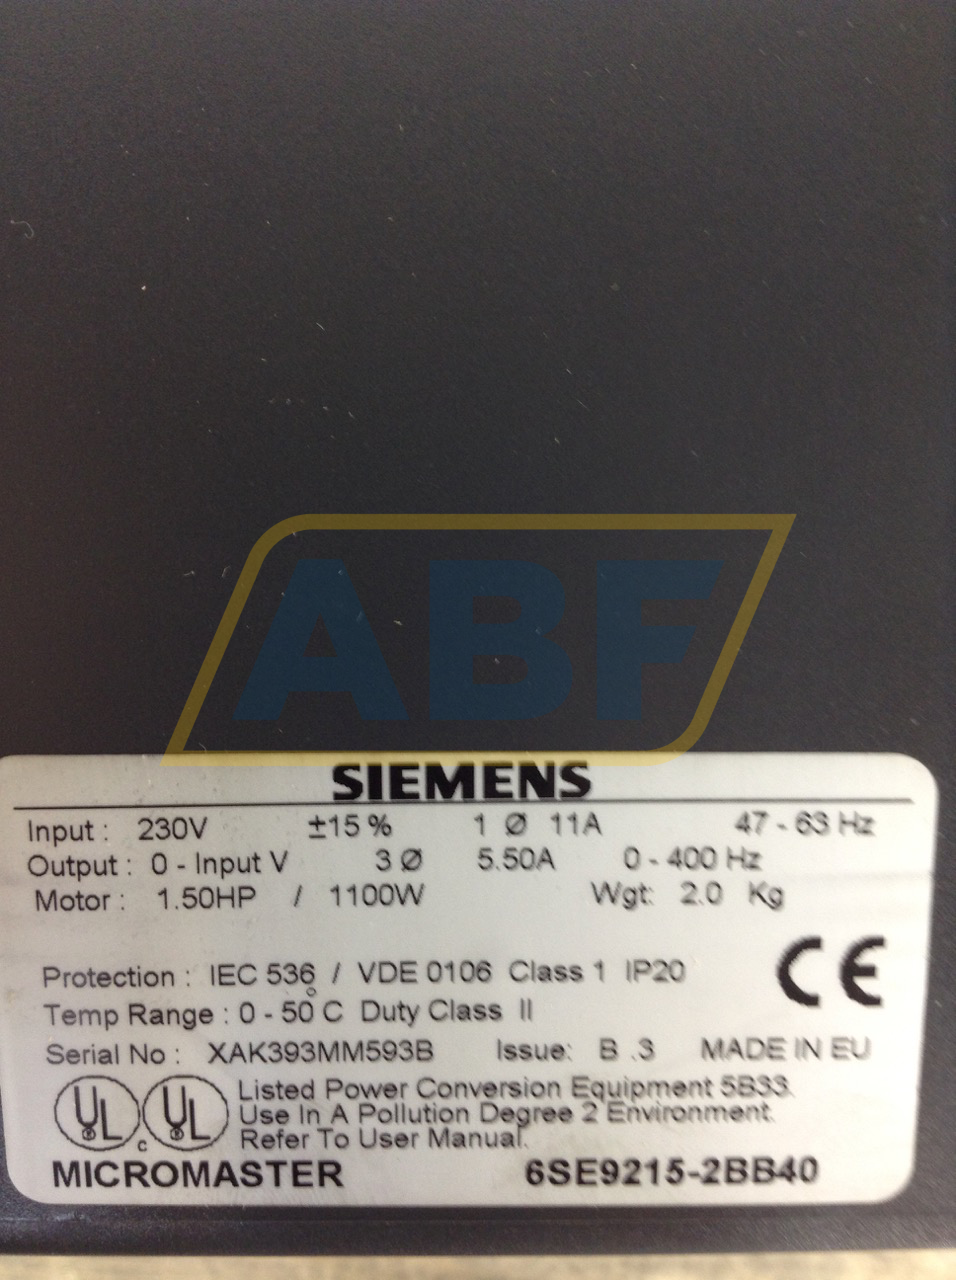 ABF
SIEMENS
Input : 230V ±15 % 1 Ø 11A 47 - 63 Hz
Output : 0 - Input V 3 Ø 5.50A 0 - 400 Hz
Motor : 1.50HP / 1100W Wgt: 2.0 Kg
Protection : IEC 536 / VDE 0106 Class 1 IP20
Temp Range : 0 - 50°C Duty Class II
Serial No : XAK393MM593B Issue: B .3 MADE IN EU
UL c UL Listed Power Conversion Equipment 5B33.
Use In A Pollution Degree 2 Environment.
Refer To User Manual.
CE
MICROMASTER 6SE9215-2BB40